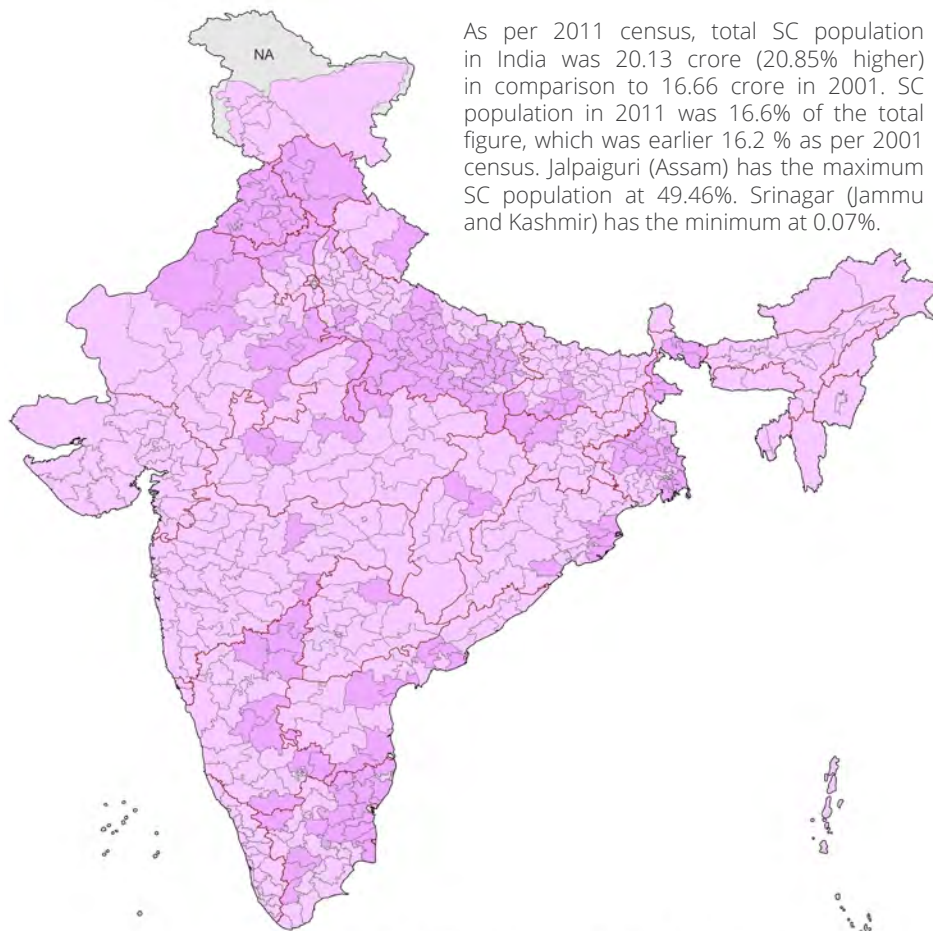 NA
As per 2011 census, total SC population
in India was 20.13 crore (20.85% higher)
in comparison to 16.66 crore in 2001. SC
population in 2011 was 16.6% of the total
figure, which was earlier 16.2 % as per 2001
census. Jalpaiguri (Assam) has the maximum
SC population at 49.46%. Srinagar (Jammu
and Kashmir) has the minimum at 0.07%.